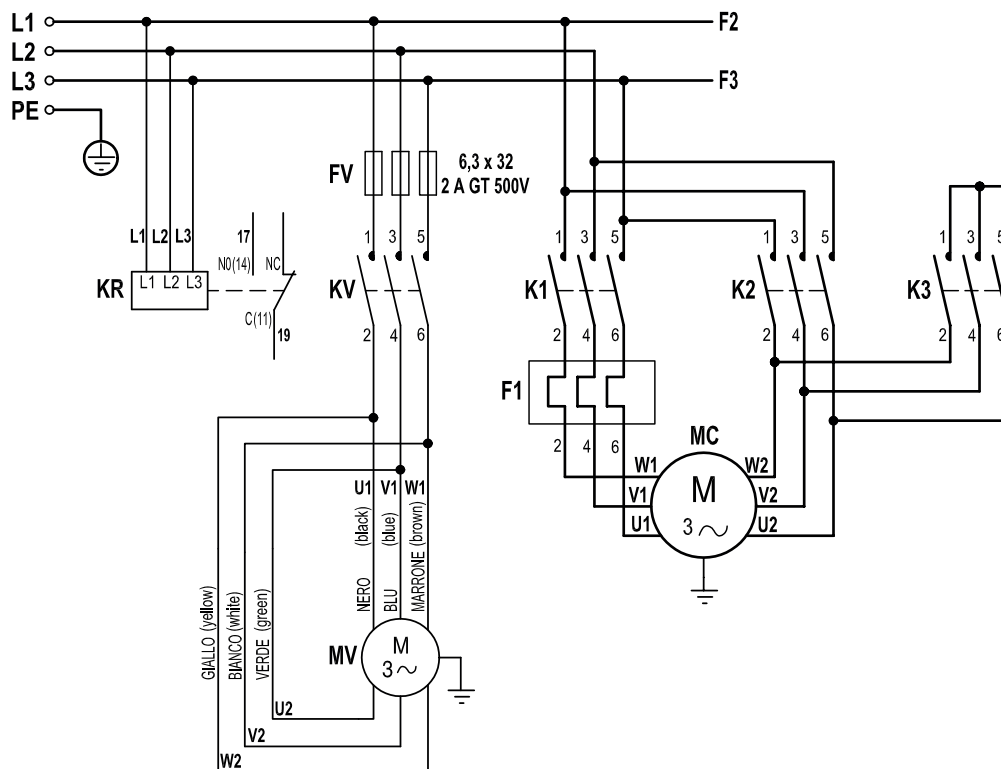 L1 F2
L2
L3 F3
PE
FV
6,3 x 32
2 A GT 500V
L1 L2 L3 17
N0(14) NC
1 3 5
1 3 5
1 3 5
1 3 5
KR
L1 L2 L3
KV
K1
K2
K3
C(11)
19
2 4 6
2 4 6
2 4 6
2 4 6
F1
2 4 6
MC
W1 W2
M
V1 V2
3
U1 U2
U1 V1 W1
GIALLO (yellow)
BIANCO (white)
VERDE (green)
NERO (black)
BLU (blue)
MARRONE (brown)
MV
M
3
U2
V2
W2